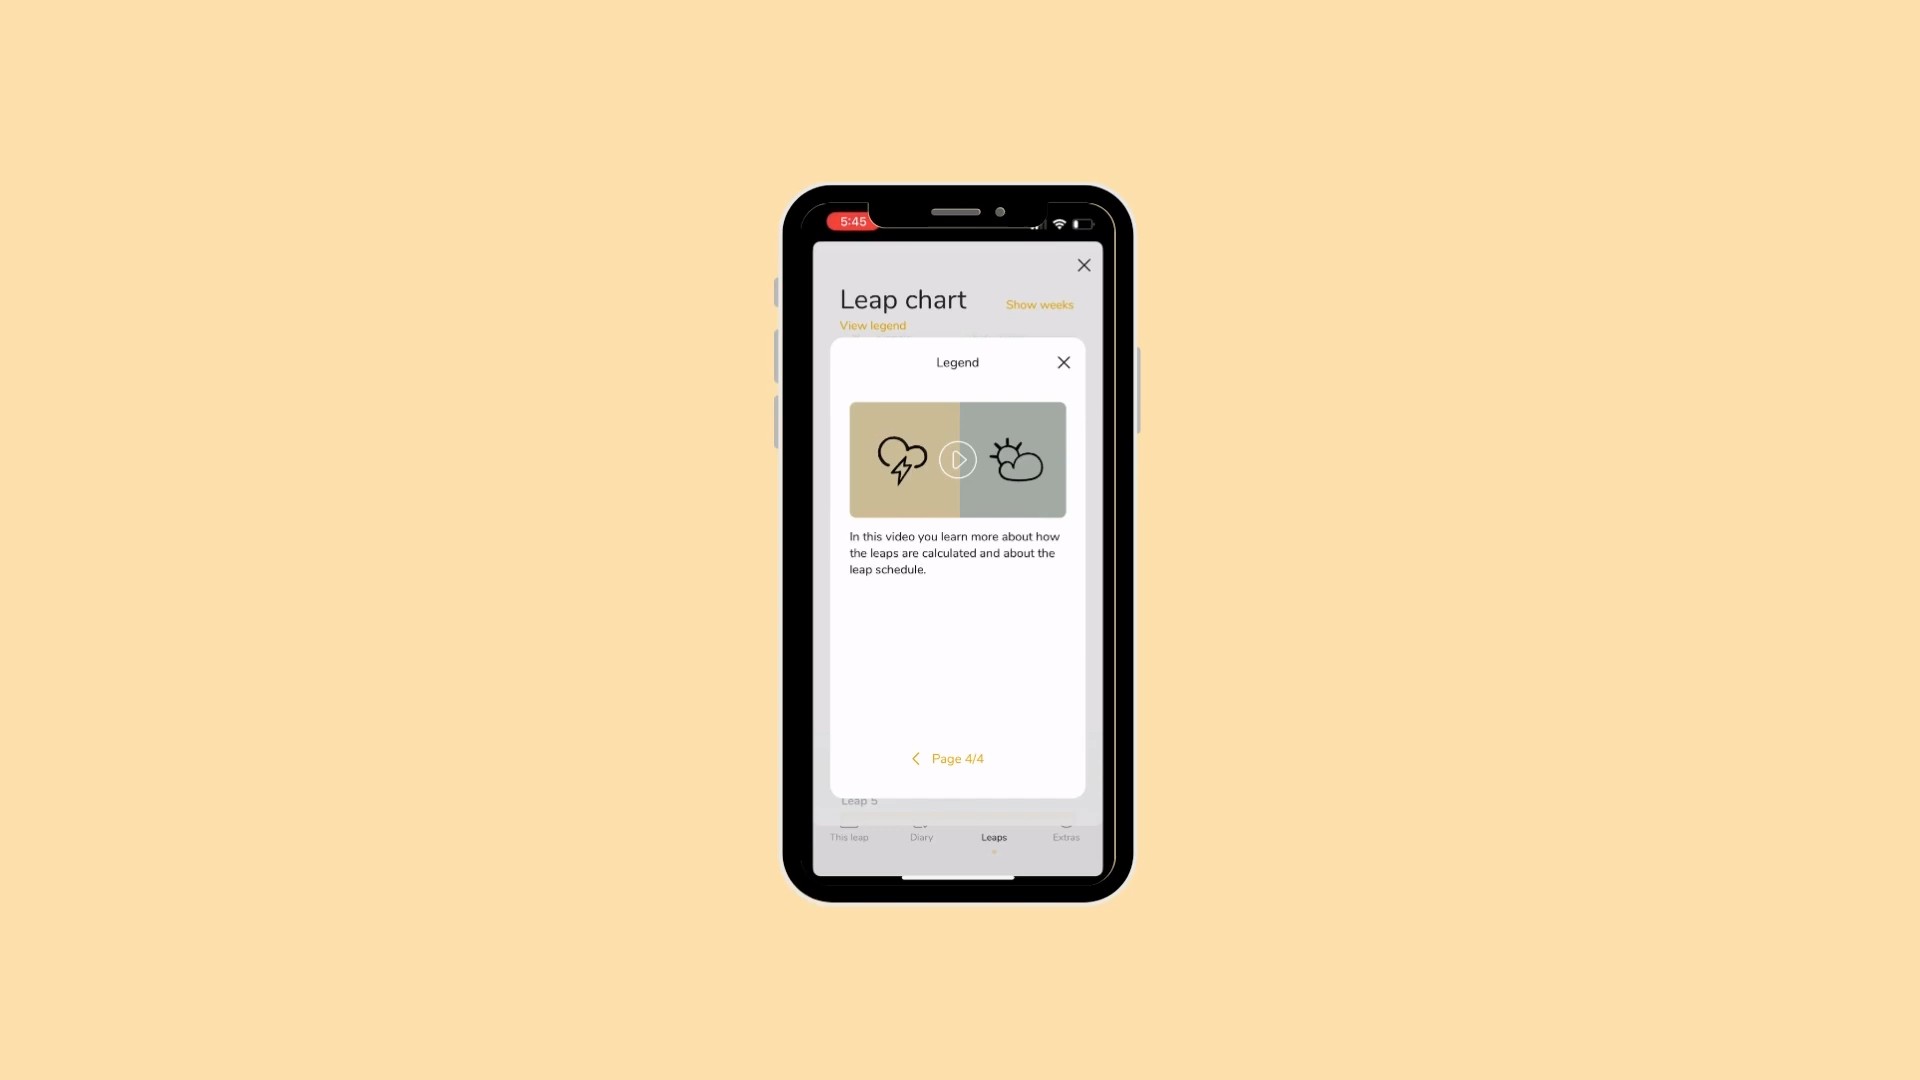 5:45
Leap chart
Show weeks
View legend
Legend
In this video you learn more about how
the leaps are calculated and about the
leap schedule.
Page 4/4
Leap 5
This leap
Diary
Leaps
Extras